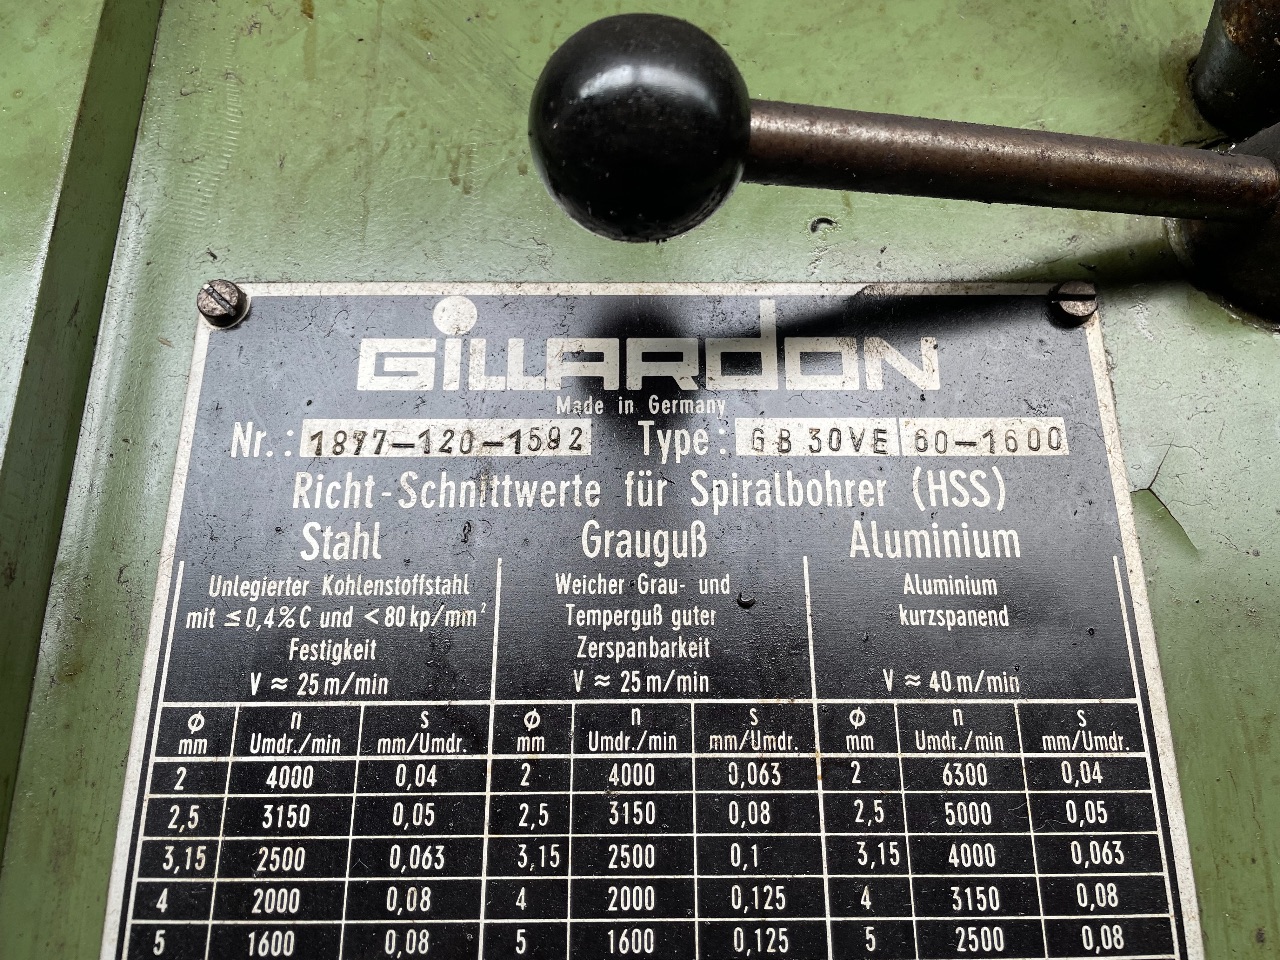 GiLLARdON
Made in Germany
Nr.: 1877-120-1592 Type: GB 30VE 60-1600
Richt-Schnittwerte für Spiralbohrer (HSS)
Stahl Grauguß Aluminium
Unlegierter Kohlenstoffstahl Weicher Grau- und Aluminium
mit ≤ 0,4% C und < 80 kp/mm² Temperguß guter kurzspanend
Festigkeit Zerspanbarkeit
V ≈ 25 m/min V ≈ 25 m/min V ≈ 40 m/min
ϕ n s ϕ n s ϕ n s
mm Umdr./min mm/Umdr. mm Umdr./min mm/Umdr. mm Umdr./min mm/Umdr.
2 4000 0,04 2 4000 0,063 2 6300 0,04
2,5 3150 0,05 2,5 3150 0,08 2,5 5000 0,05
3,15 2500 0,063 3,15 2500 0,1 3,15 4000 0,063
4 2000 0,08 4 2000 0,125 4 3150 0,08
5 1600 0,08 5 1600 0,125 5 2500 0,08